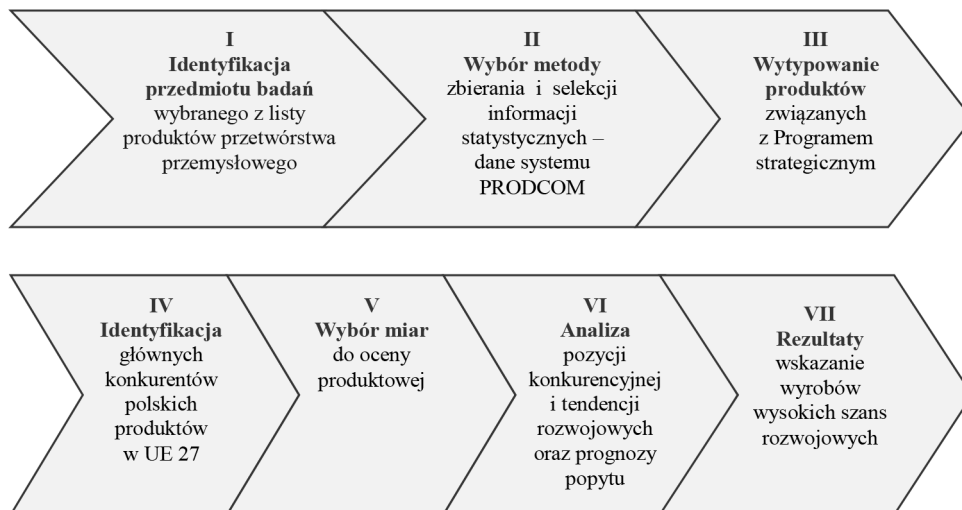 I
Identyfikacja
przedmiotu badań
wybranego z listy
produktów przetwórstwa
przemysłowego
II
Wybór metody
zbierania i selekcji
informacji
statystycznych –
dane systemu
PRODCOM
III
Wytypowanie
produktów
związanych
z Programem
strategicznym
IV
Identyfikacja
głównych
konkurentów
polskich
produktów
w UE 27
V
Wybór miar
do oceny
produktowej
VI
Analiza
pozycji
konkurencyjnej
i tendencji
rozwojowych
oraz prognozy
popytu
VII
Rezultaty
wskazanie
wyrobów
wysokich szans
rozwojowych